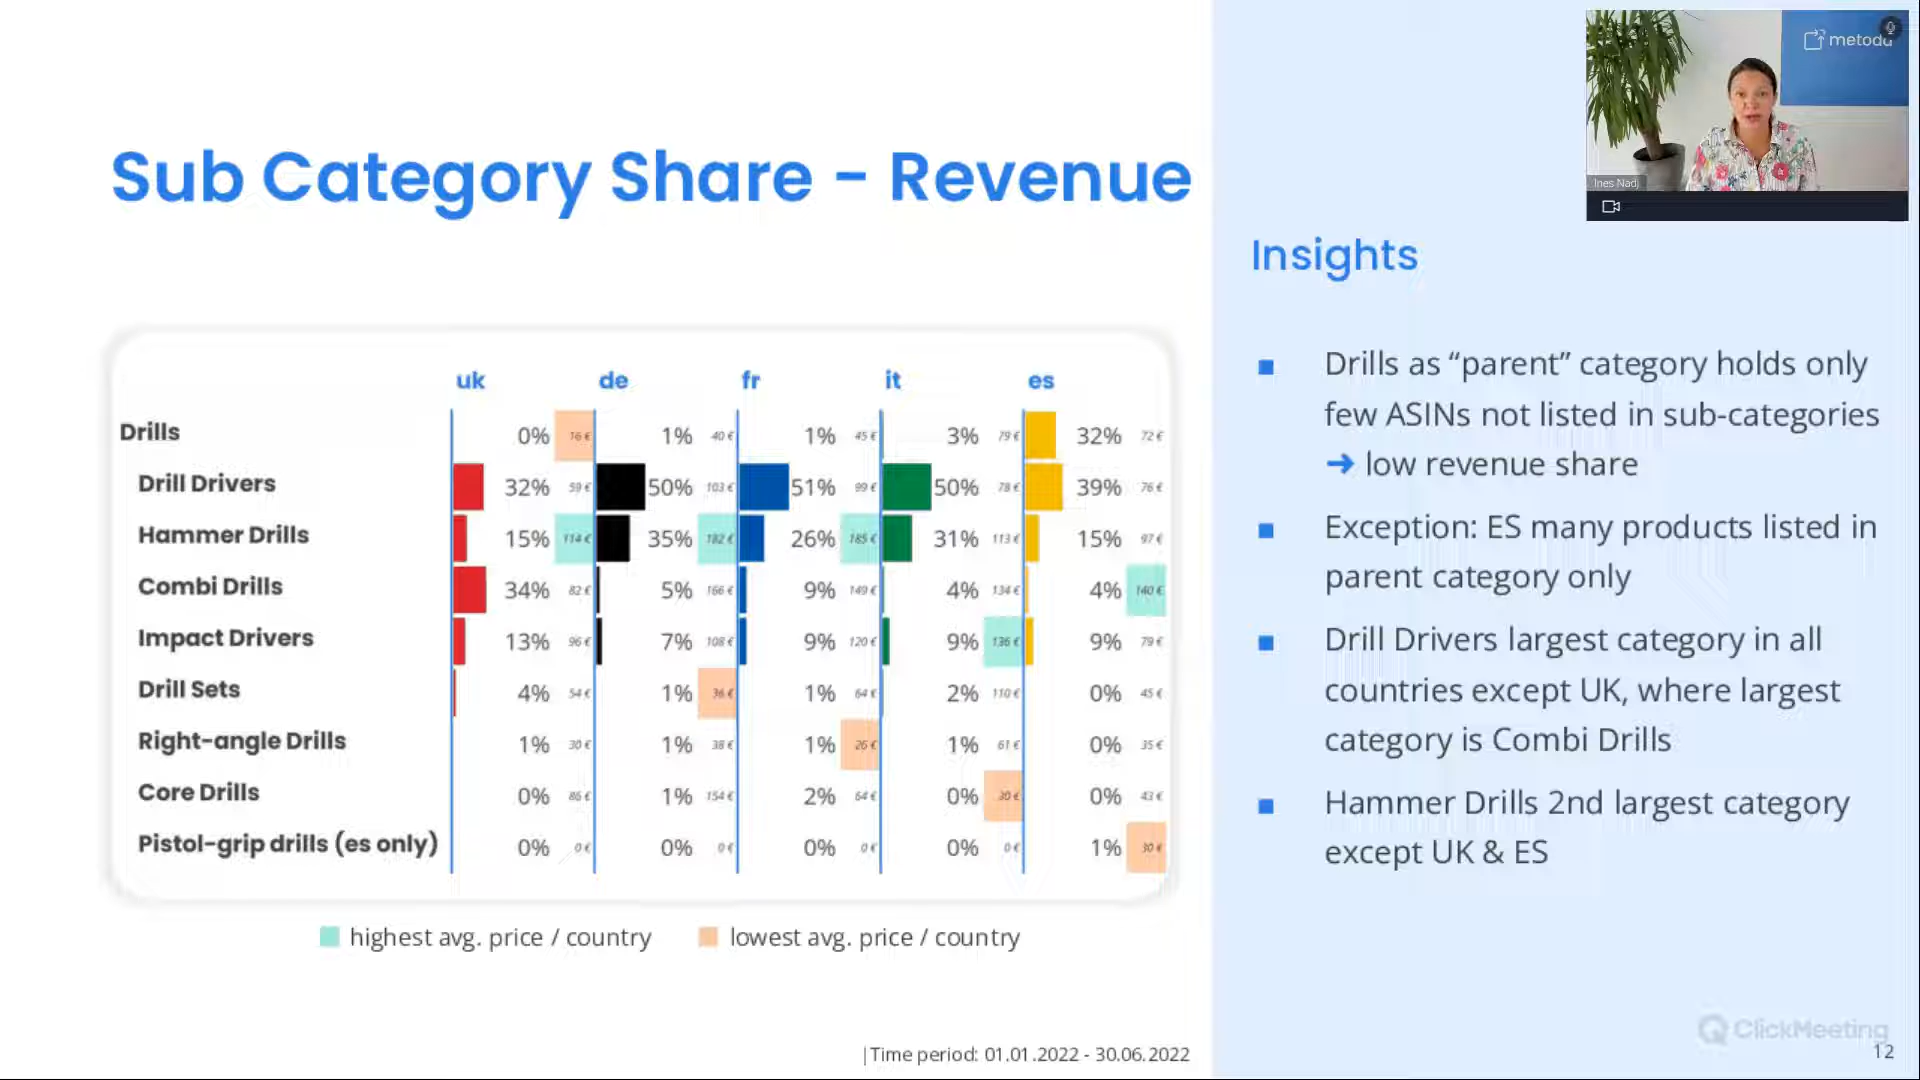 metoda
Ines Nadj
Sub Category Share - Revenue
uk de fr it es
Drills 0% 16 € 1% 40 € 1% 45 € 3% 79 € 32% 72 €
Drill Drivers 32% 59 € 50% 103 € 51% 99 € 50% 78 € 39% 76 €
Hammer Drills 15% 114 € 35% 182 € 26% 185 € 31% 113 € 15% 97 €
Combi Drills 34% 82 € 5% 166 € 9% 149 € 4% 134 € 4% 140 €
Impact Drivers 13% 96 € 7% 108 € 9% 120 € 9% 136 € 9% 79 €
Drill Sets 4% 54 € 1% 36 € 1% 64 € 2% 110 € 0% 45 €
Right-angle Drills 1% 30 € 1% 38 € 1% 26 € 1% 61 € 0% 35 €
Core Drills 0% 86 € 1% 154 € 2% 64 € 0% 30 € 0% 43 €
Pistol-grip drills (es only) 0% 0 € 0% 0 € 0% 0 € 0% 0 € 1% 30 €
highest avg. price / country lowest avg. price / country
|Time period: 01.01.2022 - 30.06.2022
Insights
■ Drills as “parent” category holds only
few ASINs not listed in sub-categories
➜ low revenue share
■ Exception: ES many products listed in
parent category only
■ Drill Drivers largest category in all
countries except UK, where largest
category is Combi Drills
■ Hammer Drills 2nd largest category
except UK & ES
ClickMeeting
12